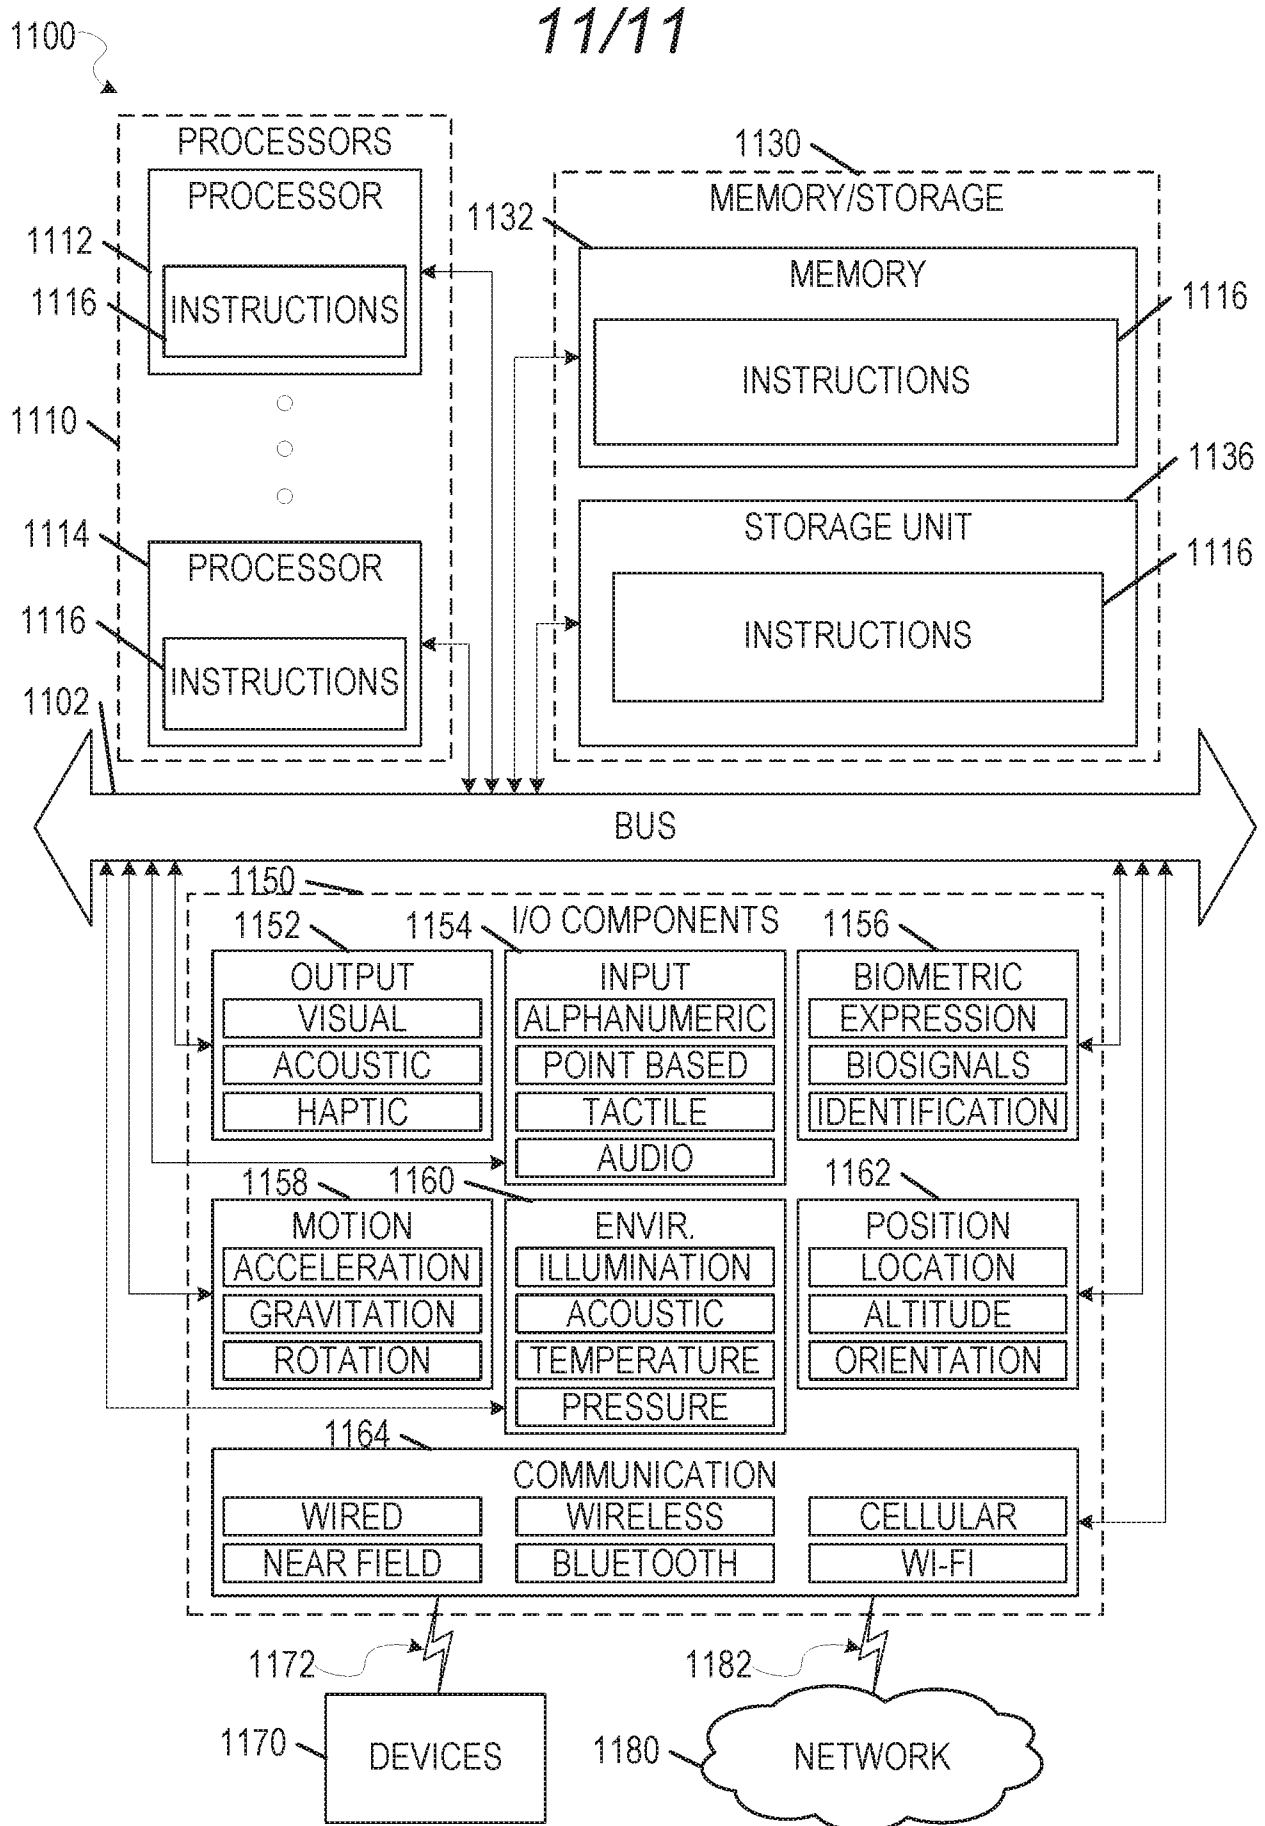 11/11
1100
PROCESSORS
PROCESSOR
1112
1116
INSTRUCTIONS
1110
1114
PROCESSOR
1116
INSTRUCTIONS
1102
1130
MEMORY/STORAGE
1132
MEMORY
1116
INSTRUCTIONS
1136
STORAGE UNIT
1116
INSTRUCTIONS
BUS
1150
I/O COMPONENTS
1152
OUTPUT
VISUAL
ACOUSTIC
HAPTIC
1154
INPUT
ALPHANUMERIC
POINT BASED
TACTILE
AUDIO
1156
BIOMETRIC
EXPRESSION
BIOSIGNALS
IDENTIFICATION
1158
MOTION
ACCELERATION
GRAVITATION
ROTATION
1160
ENVIR.
ILLUMINATION
ACOUSTIC
TEMPERATURE
PRESSURE
1162
POSITION
LOCATION
ALTITUDE
ORIENTATION
1164
COMMUNICATION
WIRED
WIRELESS
CELLULAR
NEAR FIELD
BLUETOOTH
WI-FI
1172
1182
1170
DEVICES
1180
NETWORK